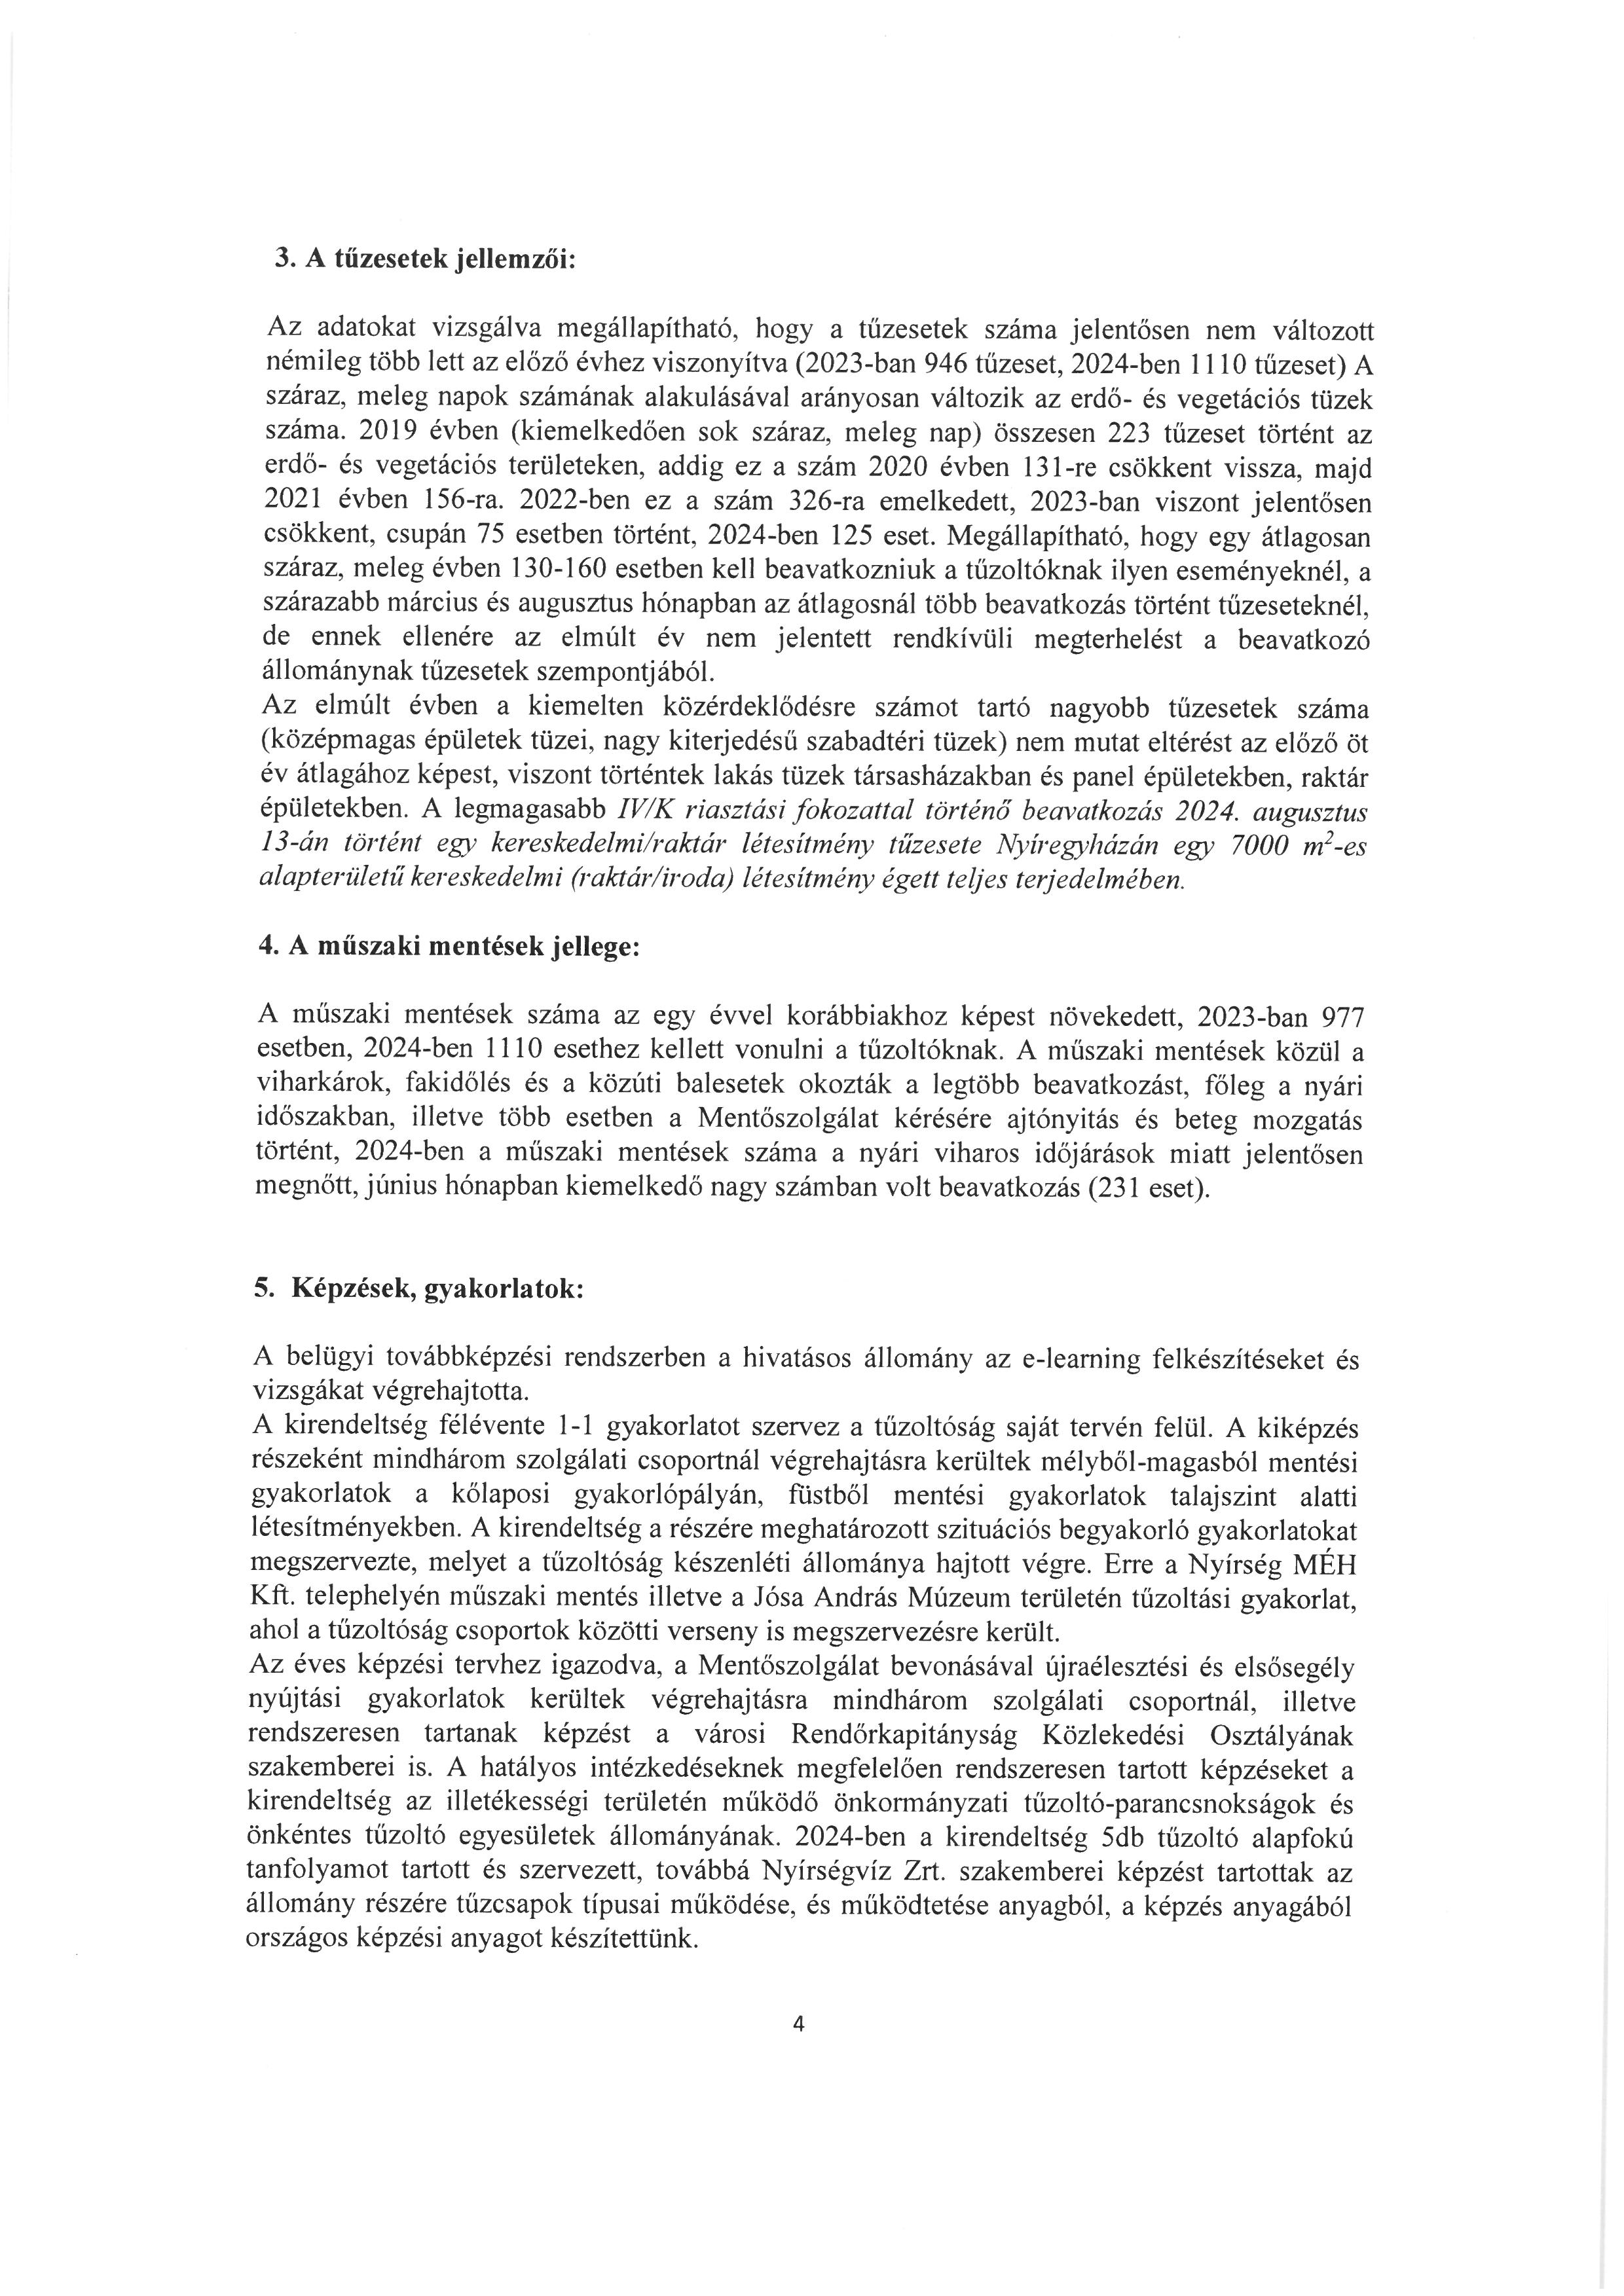 3. A tűzesetek jellemzői:
Az adatokat vizsgálva megállapítható, hogy a tűzesetek száma jelentősen nem változott
némileg több lett az előző évhez viszonyítva (2023-ban 946 tűzeset, 2024-ben 1110 tűzeset) A
száraz, meleg napok számának alakulásával arányosan változik az erdő- és vegetációs tüzek
száma. 2019 évben (kiemelkedően sok száraz, meleg nap) összesen 223 tűzeset történt az
erdő- és vegetációs területeken, addig ez a szám 2020 évben 131-re csökkent vissza, majd
2021 évben 156-ra. 2022-ben ez a szám 326-ra emelkedett, 2023-ban viszont jelentősen
csökkent, csupán 75 esetben történt, 2024-ben 125 eset. Megállapítható, hogy egy átlagosan
száraz, meleg évben 130-160 esetben kell beavatkozniuk a tűzoltóknak ilyen eseményeknél, a
szárazabb március és augusztus hónapban az átlagosnál több beavatkozás történt tűzeseteknél,
de ennek ellenére az elmúlt év nem jelentett rendkívüli megterhelést a beavatkozó
állománynak tűzesetek szempontjából.
Az elmúlt évben a kiemelten közérdeklődésre számot tartó nagyobb tűzesetek száma
(középmagas épületek tüzei, nagy kiterjedésű szabadtéri tüzek) nem mutat eltérést az előző öt
év átlagához képest, viszont történtek lakás tüzek társasházakban és panel épületekben, raktár
épületekben. A legmagasabb IV/K riasztási fokozattal történő beavatkozás 2024. augusztus
13-án történt egy kereskedelmi/raktár létesítmény tűzesete Nyíregyházán egy 7000 m²-es
alapterületű kereskedelmi (raktár/iroda) létesítmény égett teljes terjedelmében.
4. A műszaki mentések jellege:
A műszaki mentések száma az egy évvel korábbiakhoz képest növekedett, 2023-ban 977
esetben, 2024-ben 1110 esethez kellett vonulni a tűzoltóknak. A műszaki mentések közül a
viharkárok, fakidőlés és a közúti balesetek okozták a legtöbb beavatkozást, főleg a nyári
időszakban, illetve több esetben a Mentőszolgálat kérésére ajtónyitás és beteg mozgatás
történt, 2024-ben a műszaki mentések száma a nyári viharos időjárások miatt jelentősen
megnőtt, június hónapban kiemelkedő nagy számban volt beavatkozás (231 eset).
5. Képzések, gyakorlatok:
A belügyi továbbképzési rendszerben a hivatásos állomány az e-learning felkészítéseket és
vizsgákat végrehajtotta.
A kirendeltség félévente 1-1 gyakorlatot szervez a tűzoltóság saját tervén felül. A kiképzés
részeként mindhárom szolgálati csoportnál végrehajtásra kerültek mélyből-magasból mentési
gyakorlatok a kőlaposi gyakorlópályán, füstből mentési gyakorlatok talajszint alatti
létesítményekben. A kirendeltség a részére meghatározott szituációs begyakorló gyakorlatokat
megszervezte, melyet a tűzoltóság készenléti állománya hajtott végre. Erre a Nyírség MÉH
Kft. telephelyén műszaki mentés illetve a Jósa András Múzeum területén tűzoltási gyakorlat,
ahol a tűzoltóság csoportok közötti verseny is megszervezésre került.
Az éves képzési tervhez igazodva, a Mentőszolgálat bevonásával újraélesztési és elsősegély
nyújtási gyakorlatok kerültek végrehajtásra mindhárom szolgálati csoportnál, illetve
rendszeresen tartanak képzést a városi Rendőrkapitányság Közlekedési Osztályának
szakemberei is. A hatályos intézkedéseknek megfelelően rendszeresen tartott képzéseket a
kirendeltség az illetékességi területén működő önkormányzati tűzoltó-parancsnokságok és
önkéntes tűzoltó egyesületek állományának. 2024-ben a kirendeltség 5db tűzoltó alapfokú
tanfolyamot tartott és szervezett, továbbá Nyírségvíz Zrt. szakemberei képzést tartottak az
állomány részére tűzcsapok típusai működése, és működtetése anyagból, a képzés anyagából
országos képzési anyagot készítettünk.
4